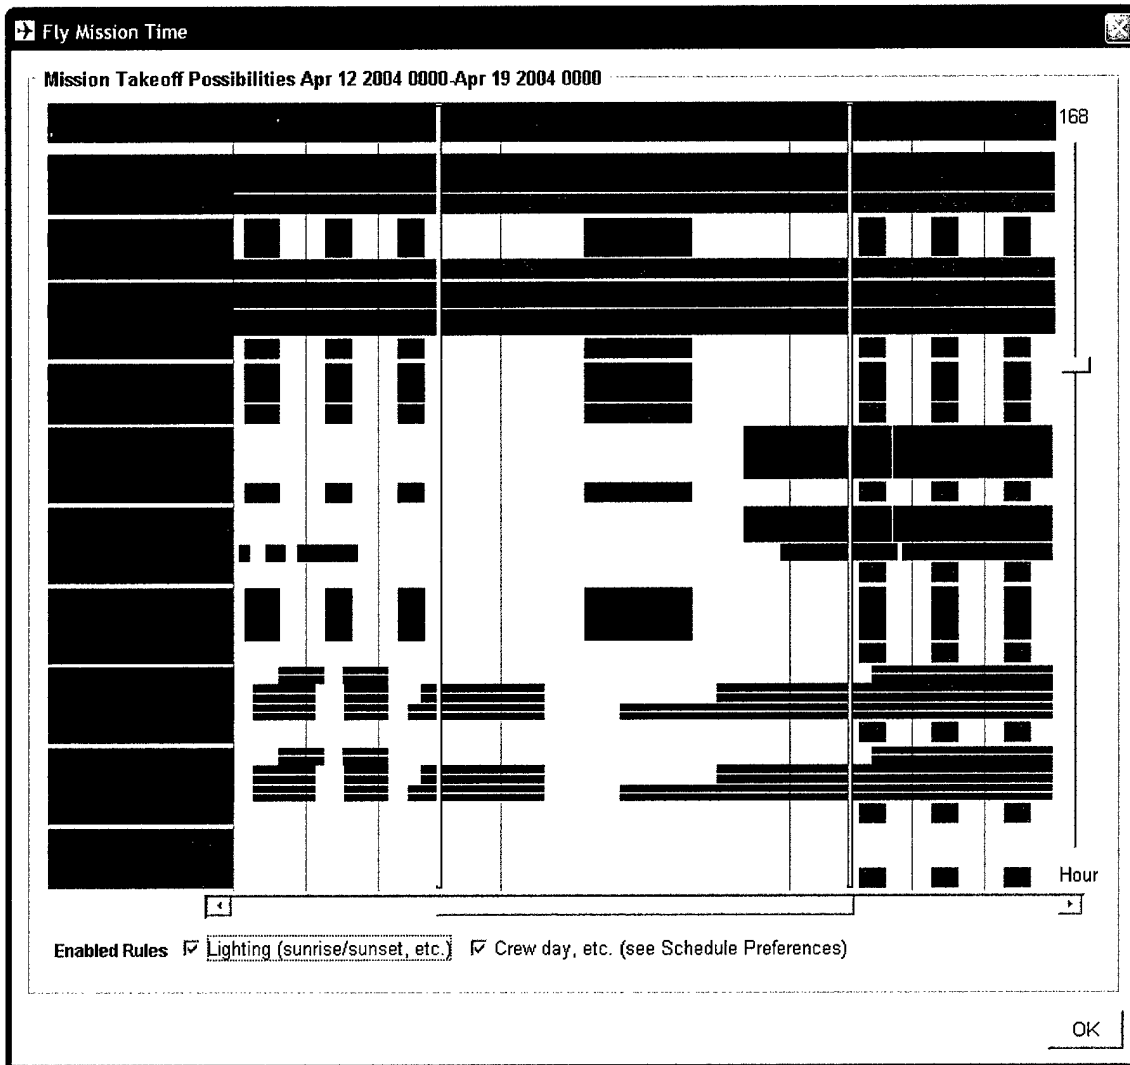 Fly Mission Time
Mission Takeoff Possibilities Apr 12 2004 0000-Apr 19 2004 0000
168
Hour
Enabled Rules Lighting (sunrise/sunset, etc.) Crew day, etc. (see Schedule Preferences)
OK